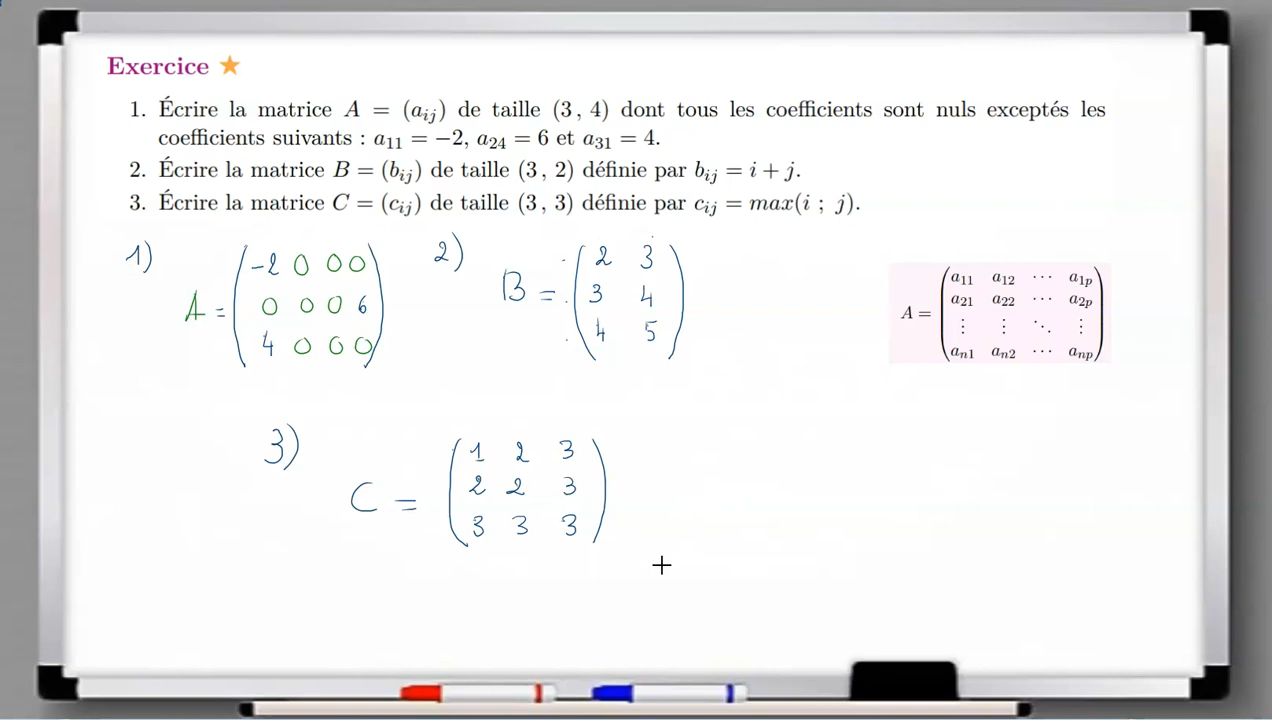 Exercice ★
1. Écrire la matrice A = (aij) de taille (3, 4) dont tous les coefficients sont nuls exceptés les
coefficients suivants : a11 = −2, a24 = 6 et a31 = 4.
2. Écrire la matrice B = (bij) de taille (3, 2) définie par bij = i + j.
3. Écrire la matrice C = (cij) de taille (3, 3) définie par cij = max(i ; j).
1)
A =
-2 0 0 0
0 0 0 6
4 0 0 0
2)
B =
2 3
3 4
4 5
A =
a11 a12 ⋯ a1p
a21 a22 ⋯ a2p
⋮ ⋮ ⋱ ⋮
an1 an2 ⋯ anp
3)
C =
1 2 3
2 2 3
3 3 3